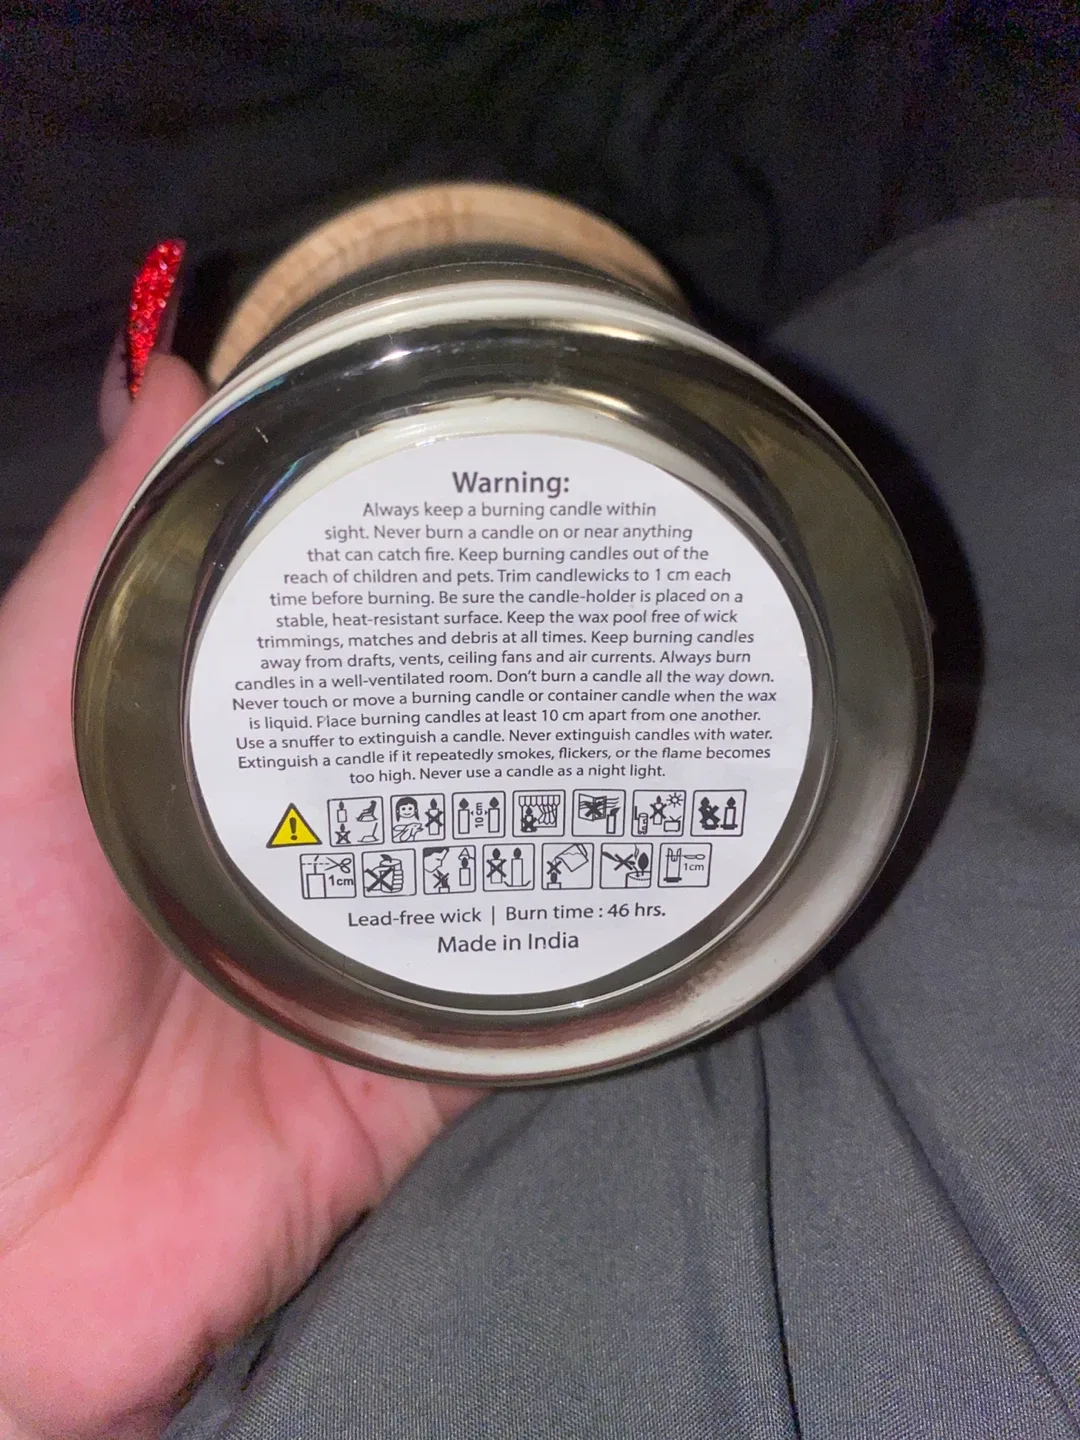 Warning:
Always keep a burning candle within
sight. Never burn a candle on or near anything
that can catch fire. Keep burning candles out of the
reach of children and pets. Trim candlewicks to 1 cm each
time before burning. Be sure the candle-holder is placed on a
stable, heat-resistant surface. Keep the wax pool free of wick
trimmings, matches and debris at all times. Keep burning candles
away from drafts, vents, ceiling fans and air currents. Always burn
candles in a well-ventilated room. Don't burn a candle all the way down.
Never touch or move a burning candle or container candle when the wax
is liquid. Place burning candles at least 10 cm apart from one another.
Use a snuffer to extinguish a candle. Never extinguish candles with water.
Extinguish a candle if it repeatedly smokes, flickers, or the flame becomes
too high. Never use a candle as a night light.
1cm
1cm
Lead-free wick | Burn time : 46 hrs.
Made in India